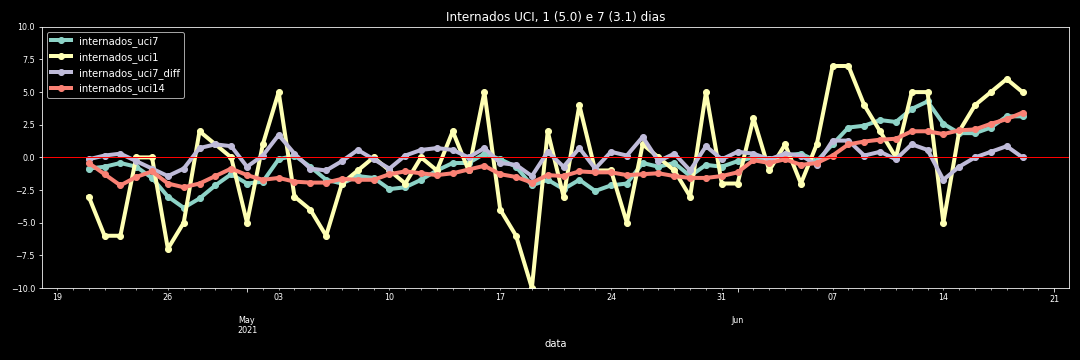 Internados UCI, 1 (5.0) e 7 (3.1) dias
10.0
7.5
5.0
2.5
0.0
−2.5
−5.0
−7.5
−10.0
internados_uci7
internados_uci1
internados_uci7_diff
internados_uci14
19 26 03 10 17 24 31 07 14 21
May Jun
2021
data